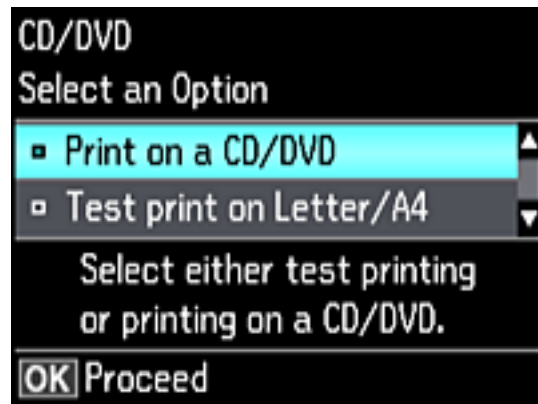 CD/DVD
Select an Option
Print on a CD/DVD
Test print on Letter/A4
Select either test printing
or printing on a CD/DVD.
OK Proceed